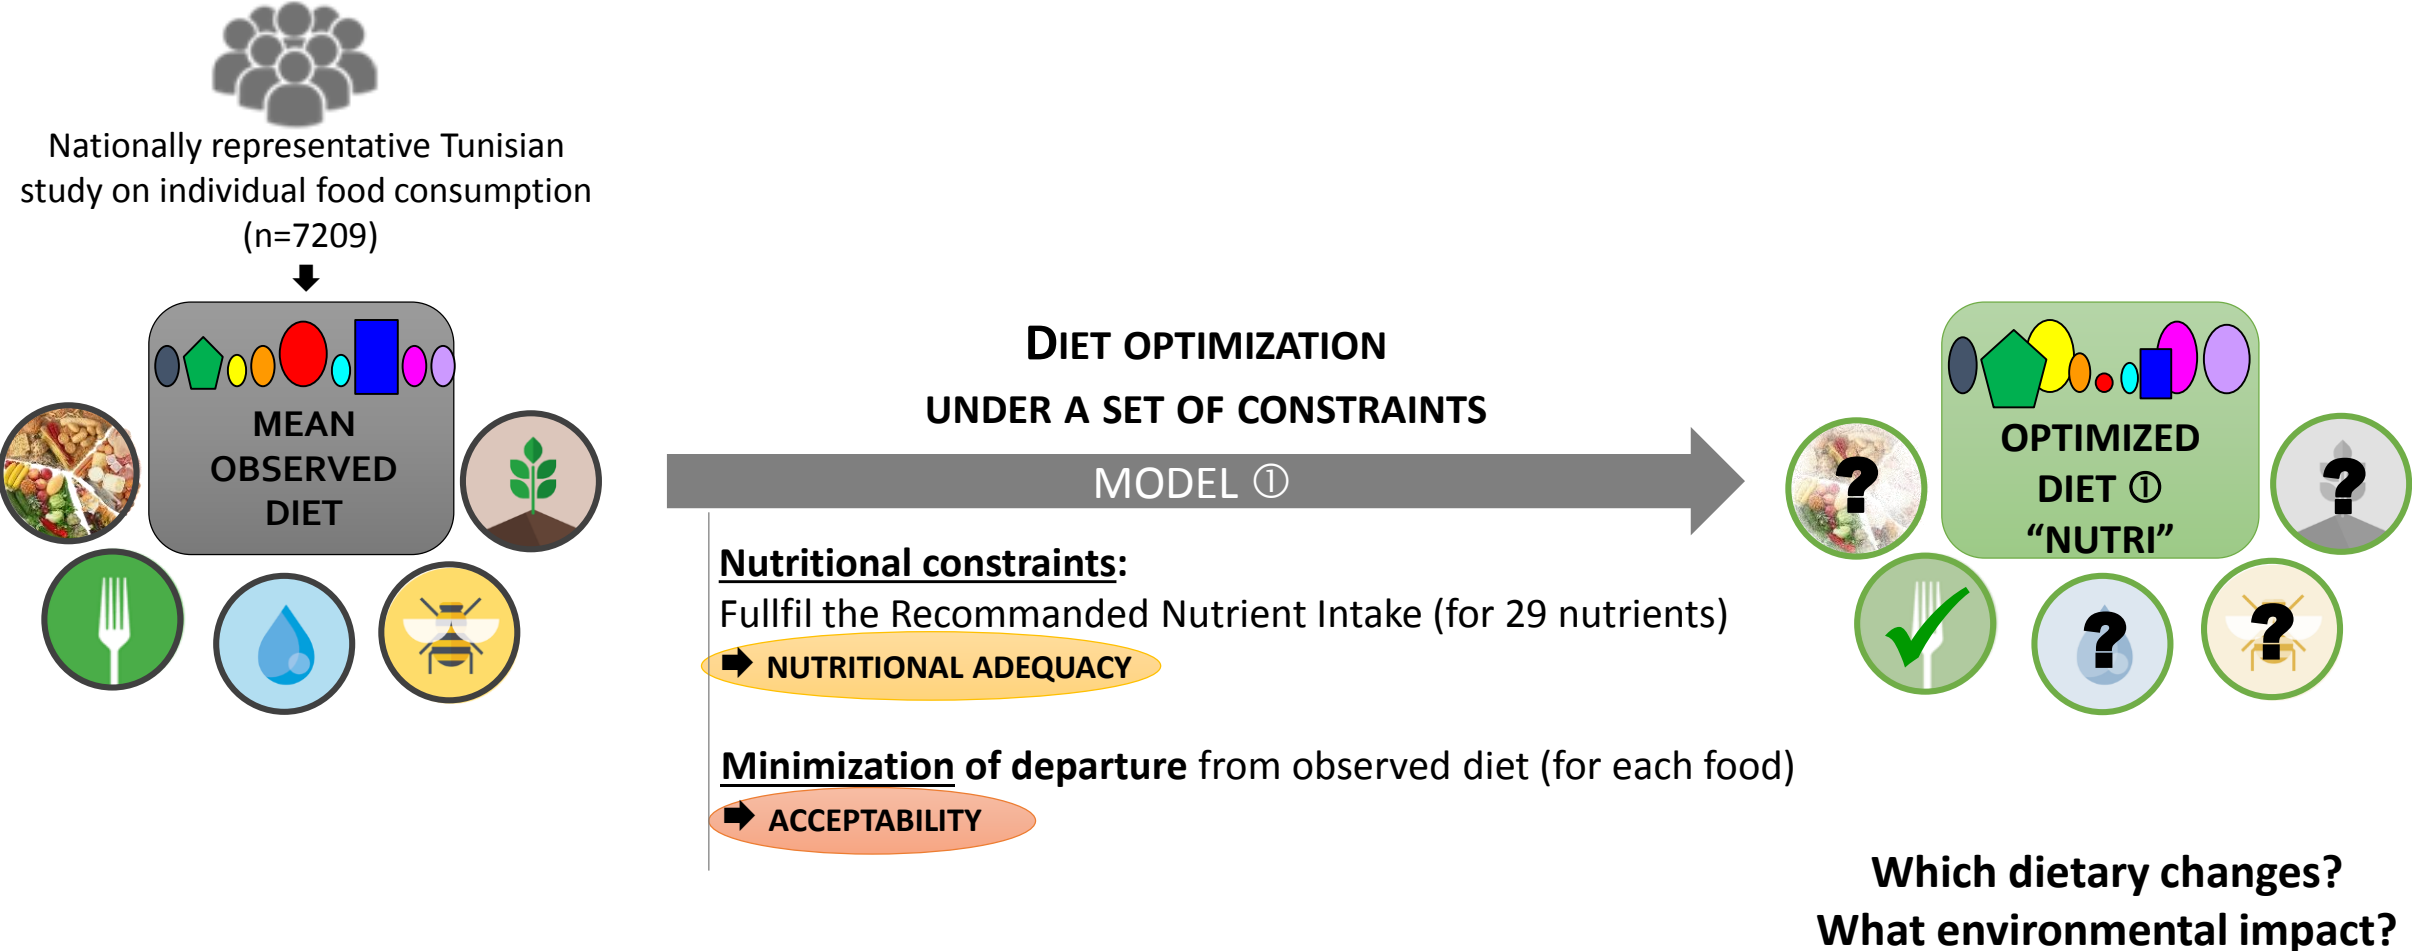 Nationally representative Tunisian
study on individual food consumption
(n=7209)
MEAN
OBSERVED
DIET
DIET OPTIMIZATION
UNDER A SET OF CONSTRAINTS
MODEL ①
Nutritional constraints:
Fullfil the Recommanded Nutrient Intake (for 29 nutrients)
NUTRITIONAL ADEQUACY
Minimization of departure from observed diet (for each food)
ACCEPTABILITY
OPTIMIZED
DIET ①
“NUTRI”
?
?
?
?
Which dietary changes?
What environmental impact?